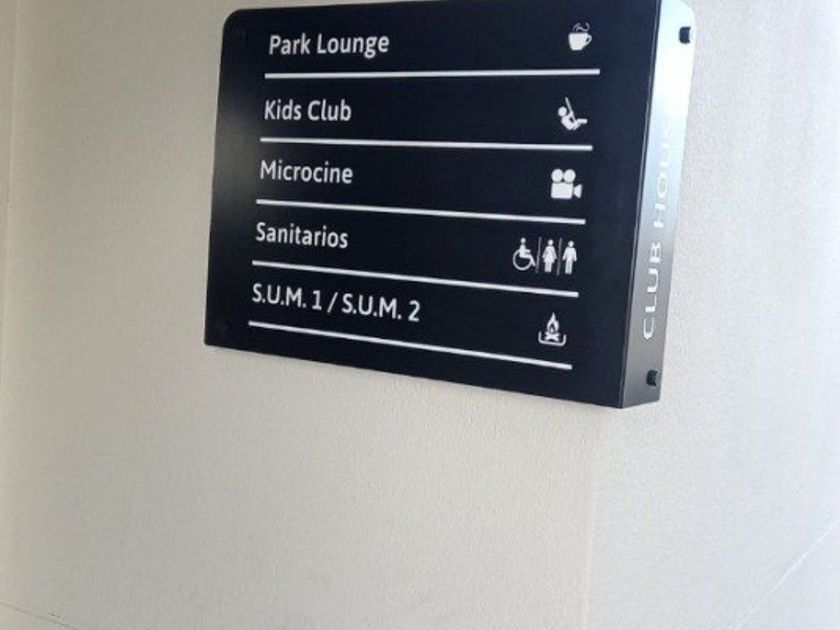 Park Lounge
Kids Club
Microcine
Sanitarios
S.U.M. 1 / S.U.M. 2
CLUB HOUSE